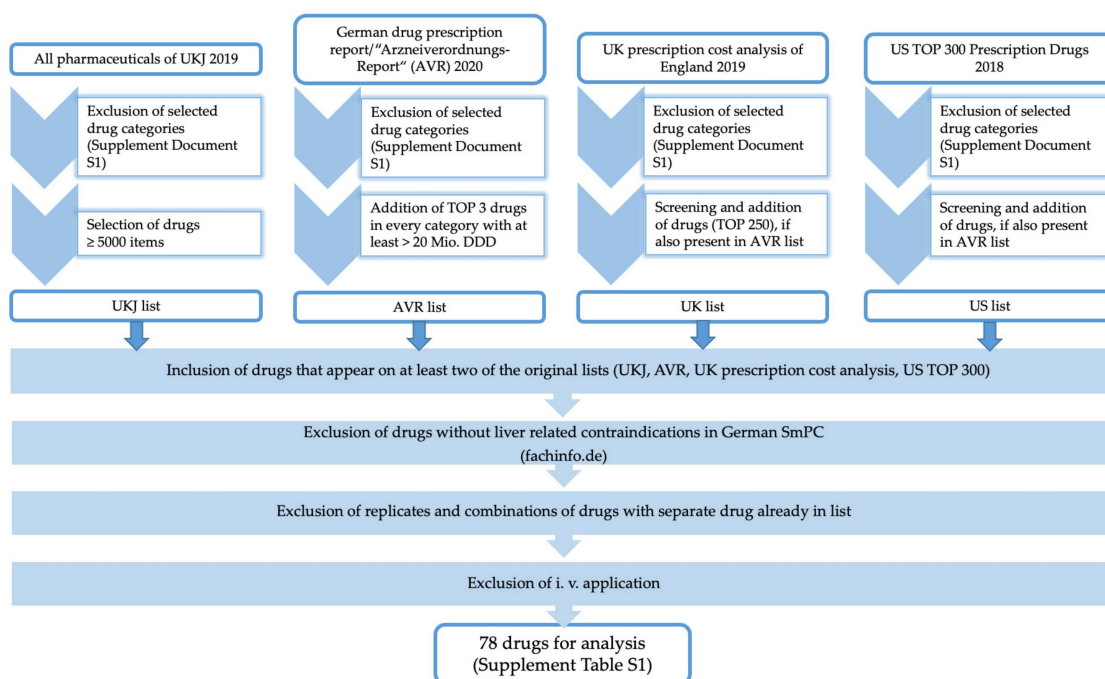 All pharmaceuticals of UKJ 2019
German drug prescription
report/“Arzneiverordnungs-
Report“ (AVR) 2020
UK prescription cost analysis of
England 2019
US TOP 300 Prescription Drugs
2018
Exclusion of selected
drug categories
(Supplement Document
S1)
Exclusion of selected
drug categories
(Supplement Document
S1)
Exclusion of selected
drug categories
(Supplement Document
S1)
Exclusion of selected
drug categories
(Supplement Document
S1)
Selection of drugs
≥ 5000 items
Addition of TOP 3 drugs
in every category with at
least > 20 Mio. DDD
Screening and addition
of drugs (TOP 250), if
also present in AVR list
Screening and addition
of drugs, if also present
in AVR list
UKJ list
AVR list
UK list
US list
Inclusion of drugs that appear on at least two of the original lists (UKJ, AVR, UK prescription cost analysis, US TOP 300)
Exclusion of drugs without liver related contraindications in German SmPC
(fachinfo.de)
Exclusion of replicates and combinations of drugs with separate drug already in list
Exclusion of i. v. application
78 drugs for analysis
(Supplement Table S1)